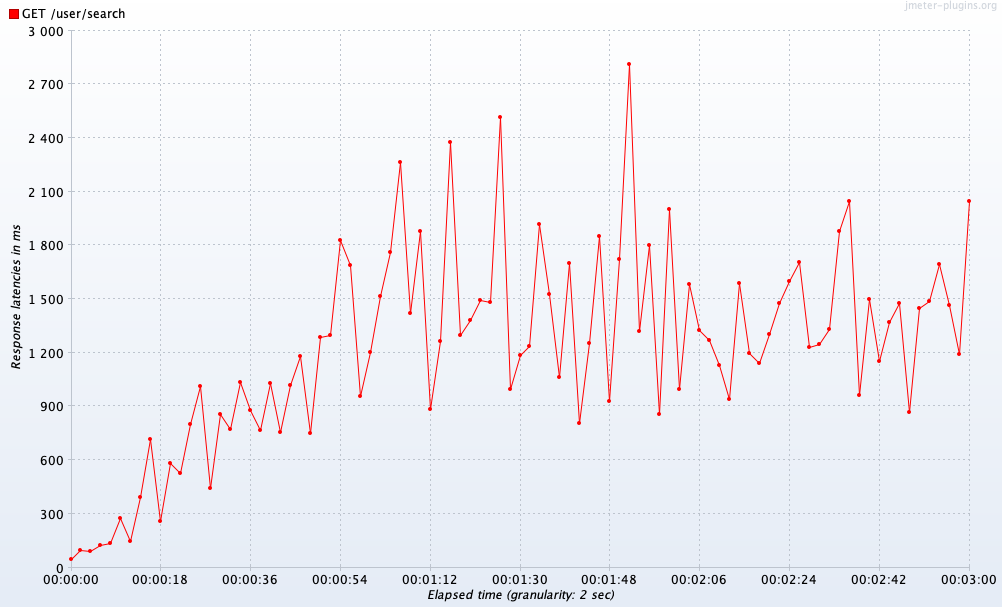 jmeter-plugins.org
GET /user/search
3 000
2 700
2 400
2 100
1 800
1 500
1 200
900
600
300
0
Response latencies in ms
00:00:00 00:00:18 00:00:36 00:00:54 00:01:12 00:01:30 00:01:48 00:02:06 00:02:24 00:02:42 00:03:00
Elapsed time (granularity: 2 sec)